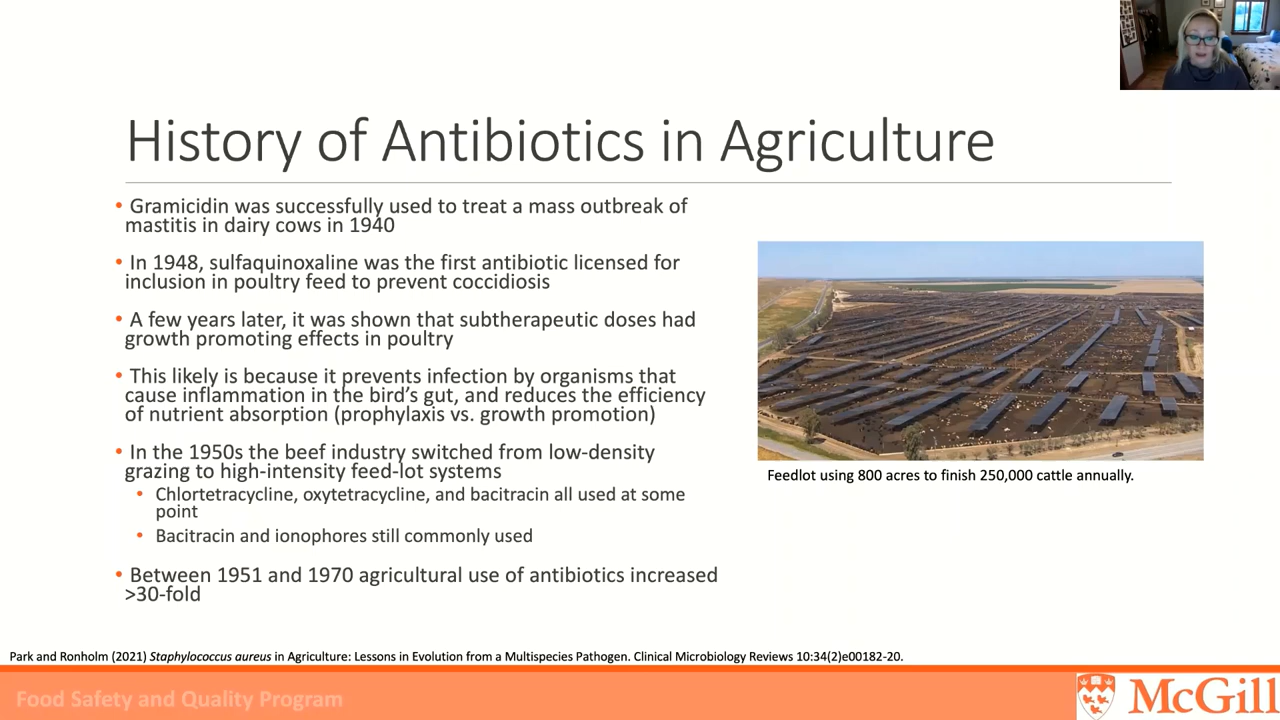 History of Antibiotics in Agriculture
• Gramicidin was successfully used to treat a mass outbreak of
mastitis in dairy cows in 1940
• In 1948, sulfaquinoxaline was the first antibiotic licensed for
inclusion in poultry feed to prevent coccidiosis
• A few years later, it was shown that subtherapeutic doses had
growth promoting effects in poultry
• This likely is because it prevents infection by organisms that
cause inflammation in the bird's gut, and reduces the efficiency
of nutrient absorption (prophylaxis vs. growth promotion)
• In the 1950s the beef industry switched from low-density
grazing to high-intensity feed-lot systems
• Chlortetracycline, oxytetracycline, and bacitracin all used at some
point
• Bacitracin and ionophores still commonly used
• Between 1951 and 1970 agricultural use of antibiotics increased
>30-fold
Feedlot using 800 acres to finish 250,000 cattle annually.
Park and Ronholm (2021) Staphylococcus aureus in Agriculture: Lessons in Evolution from a Multispecies Pathogen. Clinical Microbiology Reviews 10:34(2)e00182-20.
Food Safety and Quality Program
McGill